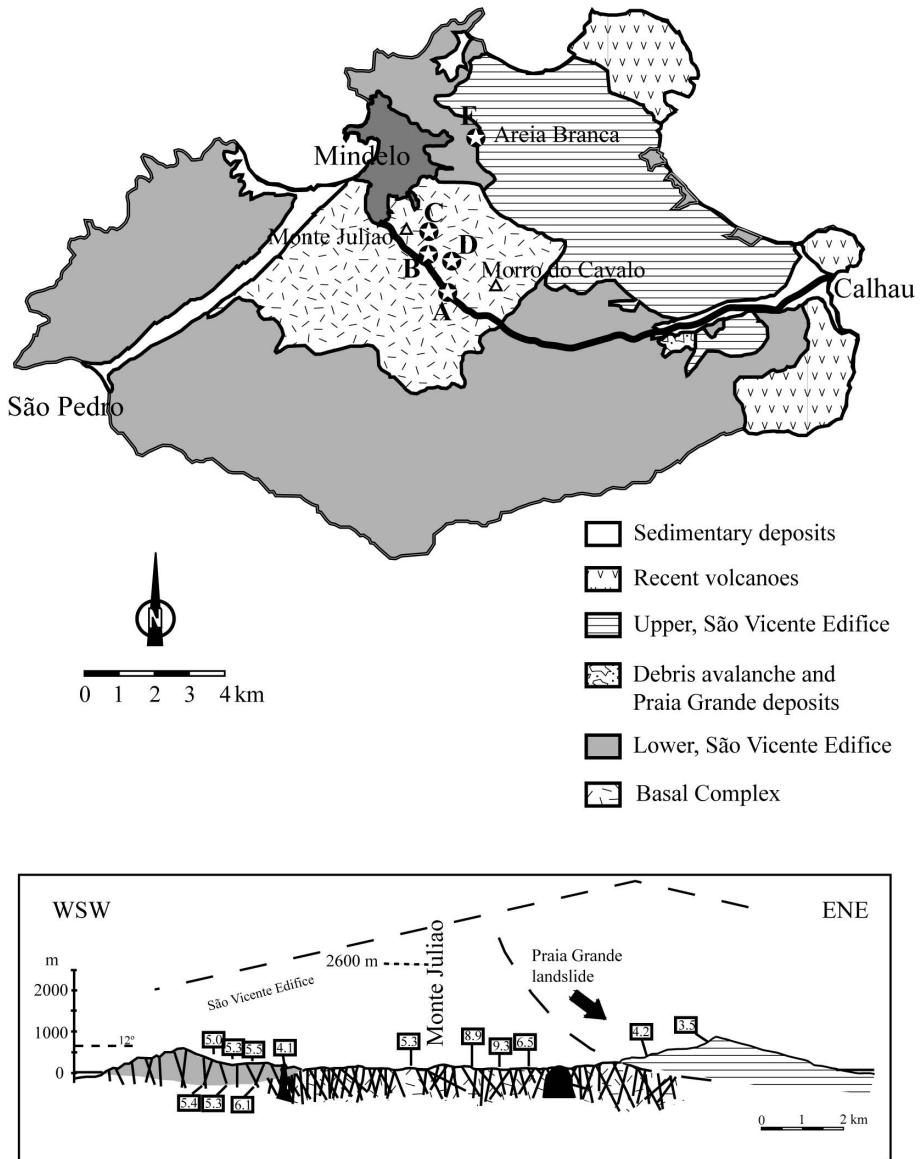 E
Areia Branca
Mindelo
C
Monte Juliao
D
B
Morro do Cavalo
A
Calhau
São Pedro
N
0 1 2 3 4 km
Sedimentary deposits
Recent volcanoes
Upper, São Vicente Edifice
Debris avalanche and
Praia Grande deposits
Lower, São Vicente Edifice
Basal Complex
WSW
ENE
m
2600 m
Monte Juliao
Praia Grande
landslide
São Vicente Edifice
2000
1000
0
12º
5.0
5.3
5.5
4.1
5.3
8.9
9.3
6.5
4.2
3.5
5.4
5.3
6.1
0 1 2 km